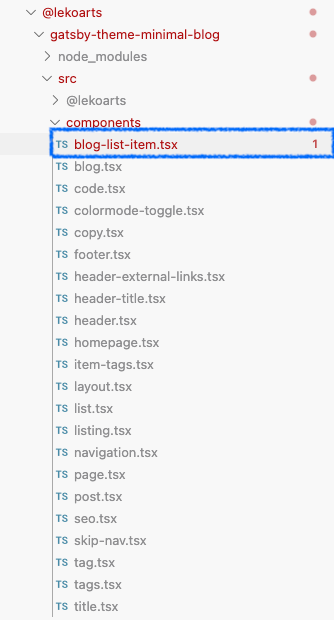 @lekoarts
gatsby-theme-minimal-blog
node_modules
src
@lekoarts
components
TS blog-list-item.tsx 1
TS blog.tsx
TS code.tsx
TS colormode-toggle.tsx
TS copy.tsx
TS footer.tsx
TS header-external-links.tsx
TS header-title.tsx
TS header.tsx
TS homepage.tsx
TS item-tags.tsx
TS layout.tsx
TS list.tsx
TS listing.tsx
TS navigation.tsx
TS page.tsx
TS post.tsx
TS seo.tsx
TS skip-nav.tsx
TS tag.tsx
TS tags.tsx
TS title.tsx